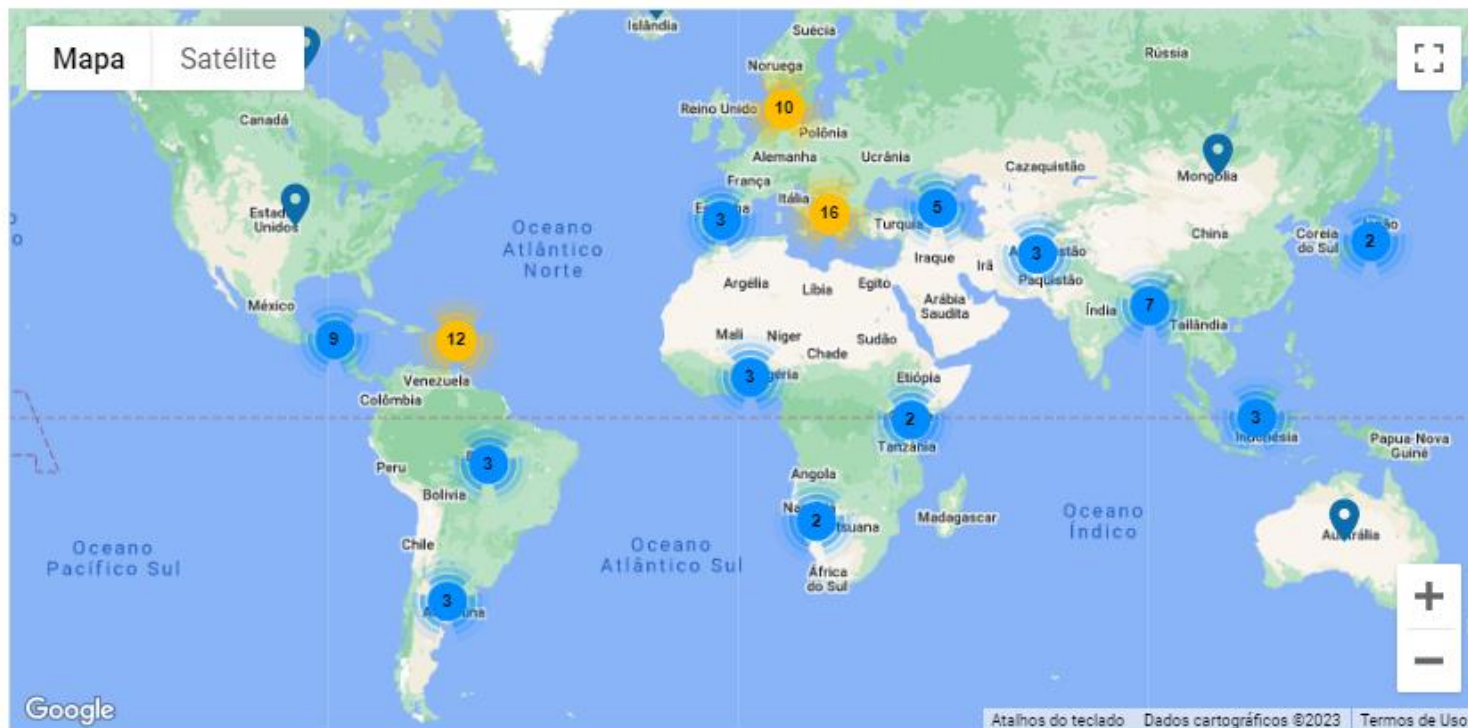 Mapa
Satélite
Islândia
Suécia
Noruega
Rússia
Canadá
Reino Unido
10
Polônia
Alemanha
Ucrânia
Cazaquistão
Mongólia
França
Itália
Estados
Unidos
3
16
5
Turquia
3
China
Coreia
do Sul
2
Oceano
Atlântico
Norte
Iraque
Irã
Paquistão
Argélia
Líbia
Egito
Arábia
Saudita
México
Índia
7
Tailândia
9
12
Mali
Niger
Chade
Sudão
Venezuela
Colômbia
3
Etiópia
2
3
Indonésia
Papua-Nova
Guiné
Tanzânia
3
Peru
Bolívia
Angola
2
Madagascar
Oceano
Índico
Austrália
Oceano
Pacífico Sul
Chile
Oceano
Atlântico Sul
África
do Sul
3
+
−
Google
Atalhos do teclado
Dados cartográficos ©2023
Termos de Uso